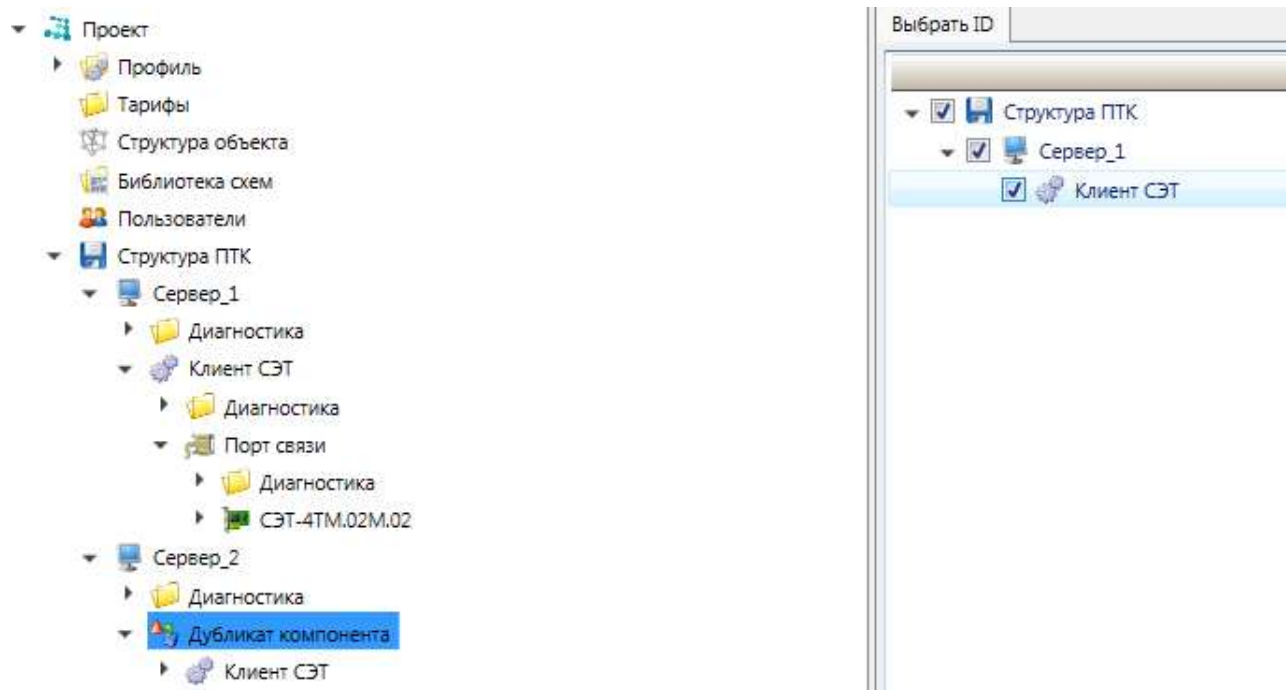 Проект
Профиль
Тарифы
Структура объекта
Библиотека схем
Пользователи
Структура ПТК
Сервер_1
Диагностика
Клиент СЭТ
Диагностика
Порт связи
Диагностика
СЭТ-4ТМ.02М.02
Сервер_2
Диагностика
Дубликат компонента
Клиент СЭТ
Выбрать ID
Структура ПТК
Сервер_1
Клиент СЭТ